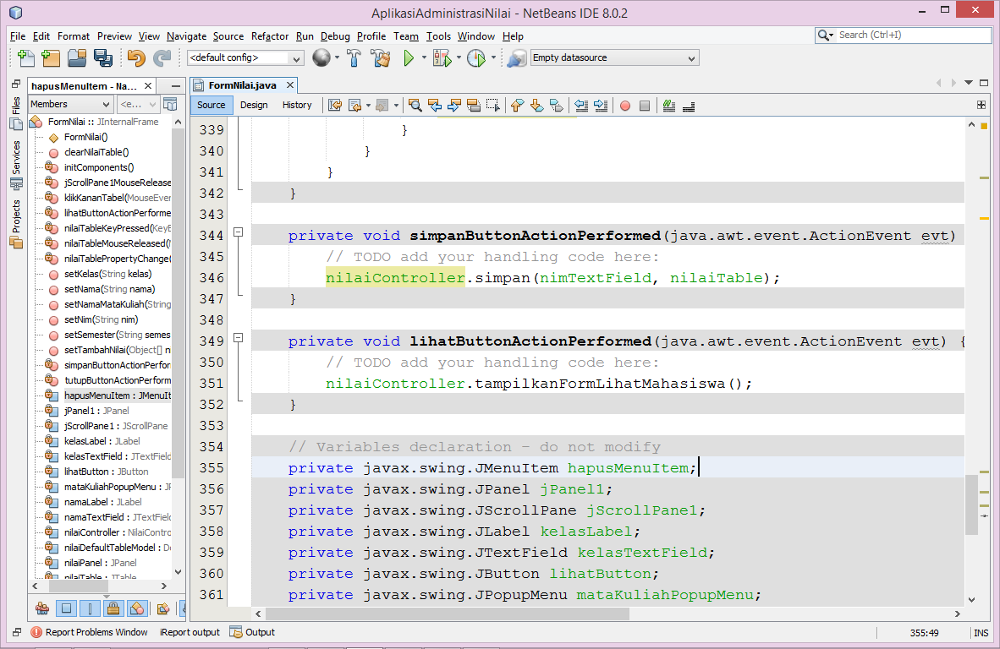 AplikasiAdministrasiNilai - NetBeans IDE 8.0.2
File Edit Format Preview View Navigate Source Refactor Run Debug Profile Team Tools Window Help
Search (Ctrl+I)
<default config>
Empty datasource
hapusMenuItem - Na...
FormNilai.java
Members
<e...
Source Design History
Files
Services
Projects
FormNilai :: JInternalFrame
FormNilai()
clearNilaiTable()
initComponents()
jScrollPane1MouseRelease
klikKananTabel(MouseEver
lihatButtonActionPerforme
nilaiTableKeyPressed(KeyE
nilaiTableMouseReleased(
nilaiTablePropertyChange(
setKelas(String kelas)
setNama(String nama)
setNamaMataKuliah(String
setNim(String nim)
setSemester(String semes
setTambahNilai(Object[] n
simpanButtonActionPerfor
tutupButtonActionPerform
hapusMenuItem : JMenuIt
jPanel1 : JPanel
jScrollPane1 : JScrollPane
kelasLabel : JLabel
kelasTextField : JTextField
lihatButton : JButton
mataKuliahPopupMenu : JP
namaLabel : JLabel
namaTextField : JTextField
nilaiController : NilaiContro
nilaiDefaultTableModel : De
nilaiPanel : JPanel
nilaiTable : JTable
339 }
340 }
341 }
342 }
343
344 private void simpanButtonActionPerformed(java.awt.event.ActionEvent evt)
345 // TODO add your handling code here:
346 nilaiController.simpan(nimTextField, nilaiTable);
347 }
348
349 private void lihatButtonActionPerformed(java.awt.event.ActionEvent evt) {
350 // TODO add your handling code here:
351 nilaiController.tampilkanFormLihatMahasiswa();
352 }
353
354 // Variables declaration - do not modify
355 private javax.swing.JMenuItem hapusMenuItem;
356 private javax.swing.JPanel jPanel1;
357 private javax.swing.JScrollPane jScrollPane1;
358 private javax.swing.JLabel kelasLabel;
359 private javax.swing.JTextField kelasTextField;
360 private javax.swing.JButton lihatButton;
361 private javax.swing.JPopupMenu mataKuliahPopupMenu;
Report Problems Window iReport output Output
355:49 INS